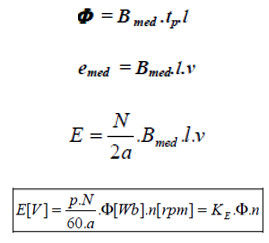 Φ = B_med . t_p . l
e_med = B_med . l . v
E = N/2a . B_med . l . v
E[V] = p.N/60.a . Φ[Wb].n[rpm] = K_E . Φ . n